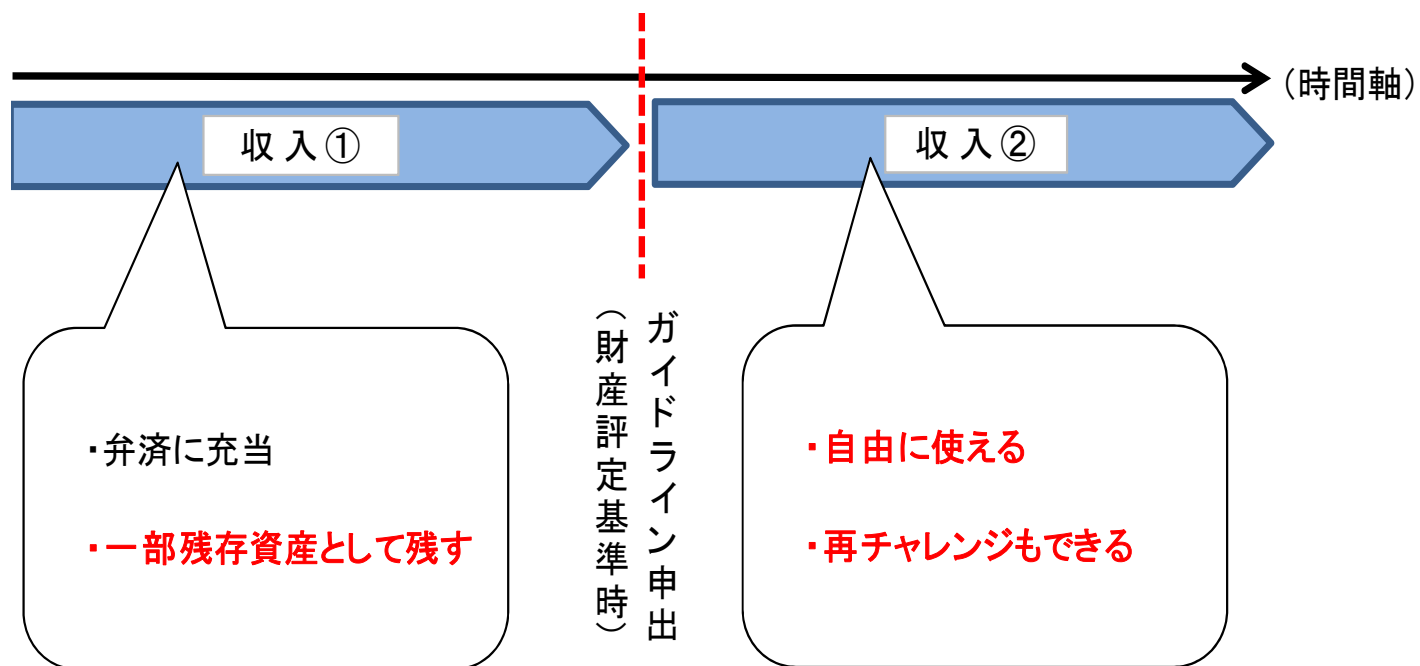 (時間軸)
収入①
収入②
・弁済に充当
・一部残存資産として残す
ガイドライン申出
(財産評定基準時)
・自由に使える
・再チャレンジもできる